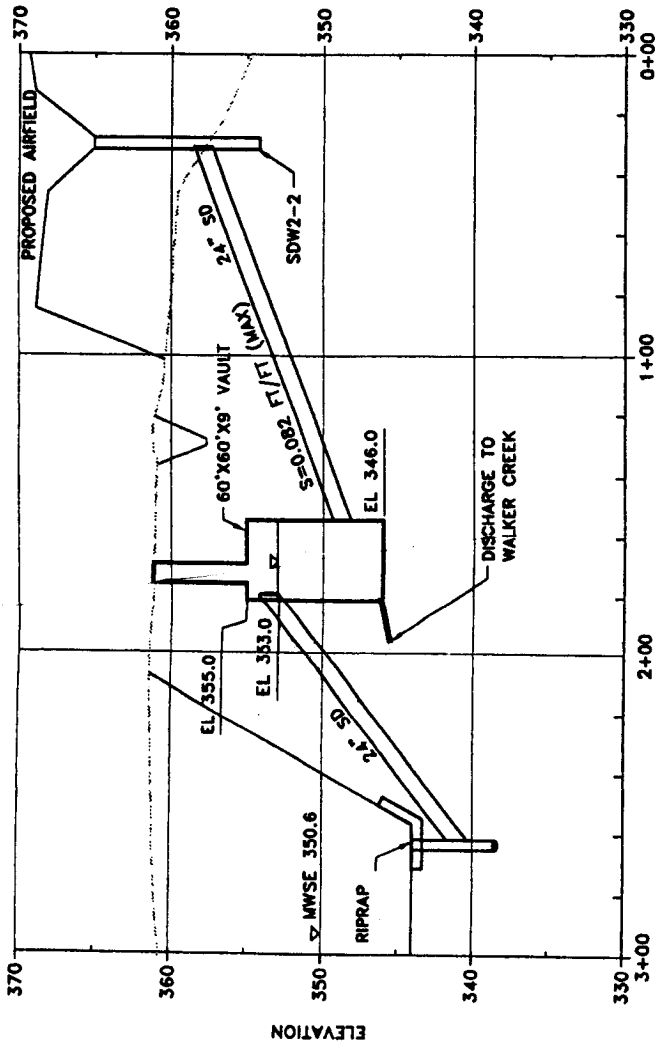 370
360
350
340
330
ELEVATION
370
360
350
340
330
3+00
2+00
1+00
0+00
PROPOSED AIRFIELD
SDW2-2
24" SD
S=0.082 FT/FT (MAX)
60'X60'X9' VAULT
EL 346.0
DISCHARGE TO
WALKER CREEK
EL 355.0
EL 353.0
24" SD
MWSE 350.6
RIPRAP